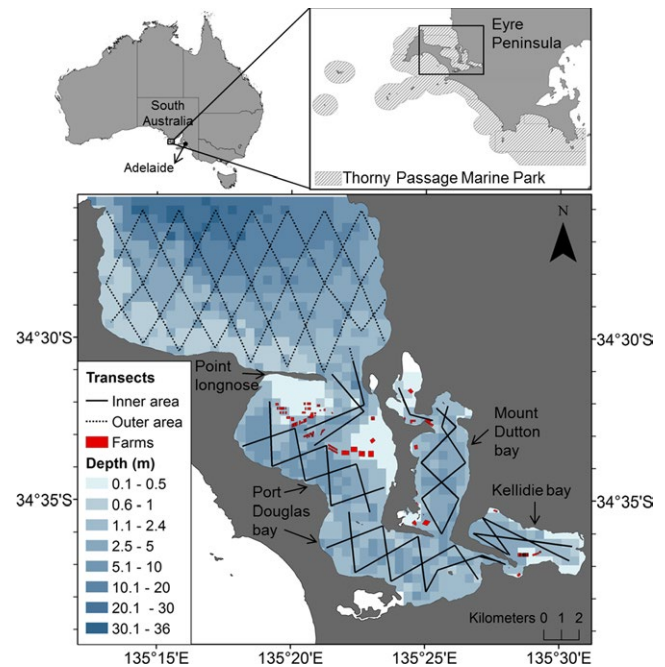 South
Australia
Adelaide
Eyre
Peninsula
Thorny Passage Marine Park
N
34°30'S
34°30'S
Point
longnose
Transects
Inner area
Outer area
Farms
Depth (m)
0.1 - 0.5
0.6 - 1
1.1 - 2.4
2.5 - 5
5.1 - 10
10.1 - 20
20.1 - 30
30.1 - 36
Mount
Dutton
bay
34°35'S
34°35'S
Port
Douglas
bay
Kellidie bay
Kilometers 0 1 2
135°15'E
135°20'E
135°25'E
135°31'E